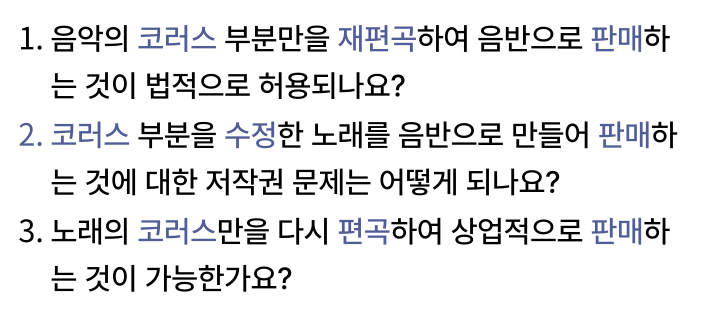 1. 음악의 코러스 부분만을 재편곡하여 음반으로 판매하
는 것이 법적으로 허용되나요?
2. 코러스 부분을 수정한 노래를 음반으로 만들어 판매하
는 것에 대한 저작권 문제는 어떻게 되나요?
3. 노래의 코러스만을 다시 편곡하여 상업적으로 판매하
는 것이 가능한가요?